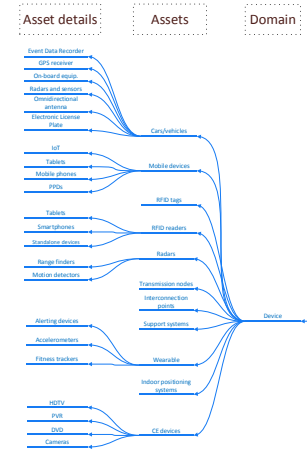 Asset details
Assets
Domain
Event Data Recorder
GPS receiver
On-board equip.
Radars and sensors
Omnidirectional
antenna
Electronic License
Plate
Cars/vehicles
IoT
Tablets
Mobile phones
PPDs
Mobile devices
RFID tags
Tablets
Smartphones
Standalone devices
RFID readers
Range finders
Motion detectors
Radars
Transmission nodes
Interconnection
points
Support systems
Device
Alerting devices
Accelerometers
Fitness trackers
Wearable
Indoor positioning
systems
HDTV
PVR
DVD
Cameras
CE devices